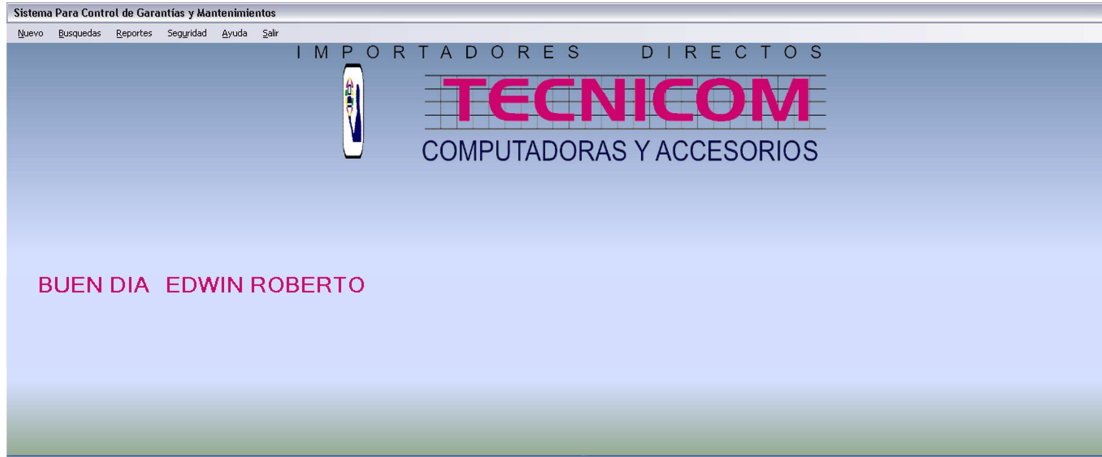 Sistema Para Control de Garantías y Mantenimientos
Nuevo Busquedas Reportes Seguridad Ayuda Salir
IMPORTADORES DIRECTOS
TECNICOM
COMPUTADORAS Y ACCESORIOS
BUEN DIA EDWIN ROBERTO